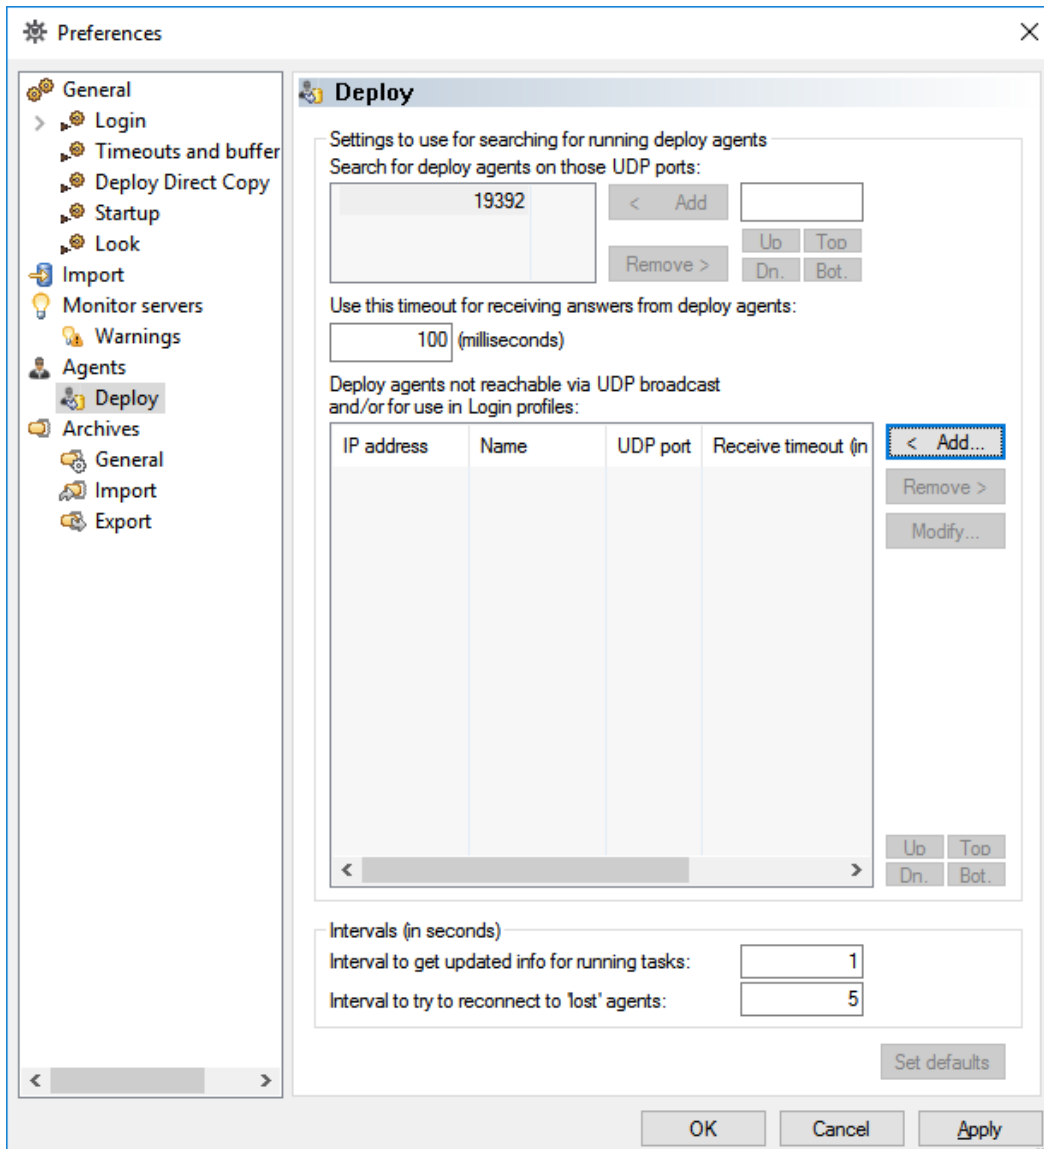 Preferences
General
Login
Timeouts and buffer
Deploy Direct Copy
Startup
Look
Import
Monitor servers
Warnings
Agents
Deploy
Archives
General
Import
Export
Deploy
Settings to use for searching for running deploy agents
Search for deploy agents on those UDP ports:
19392
< Add
Up Top
Remove >
Dn. Bot.
Use this timeout for receiving answers from deploy agents:
100 (milliseconds)
Deploy agents not reachable via UDP broadcast
and/or for use in Login profiles:
IP address Name UDP port Receive timeout (in
< Add...
Remove >
Modify...
Up Top
Dn. Bot.
Intervals (in seconds)
Interval to get updated info for running tasks: 1
Interval to try to reconnect to 'lost' agents: 5
Set defaults
OK Cancel Apply